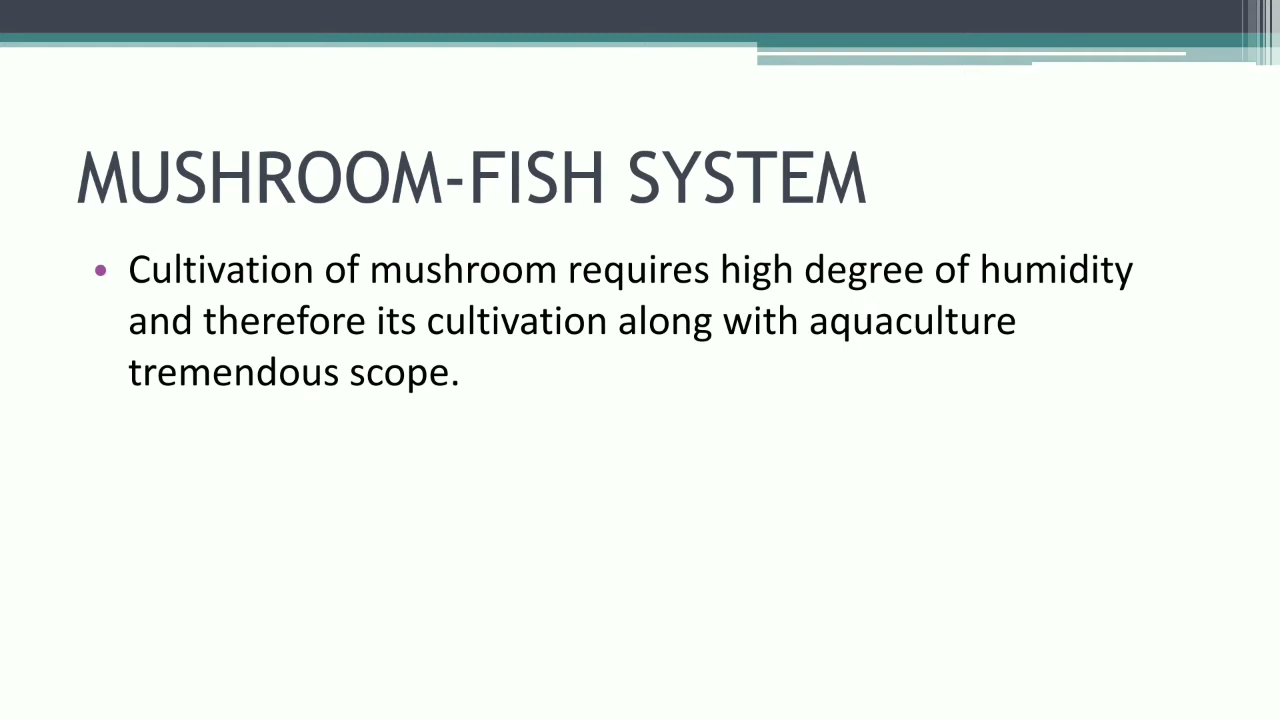 MUSHROOM-FISH SYSTEM
• Cultivation of mushroom requires high degree of humidity
and therefore its cultivation along with aquaculture
tremendous scope.